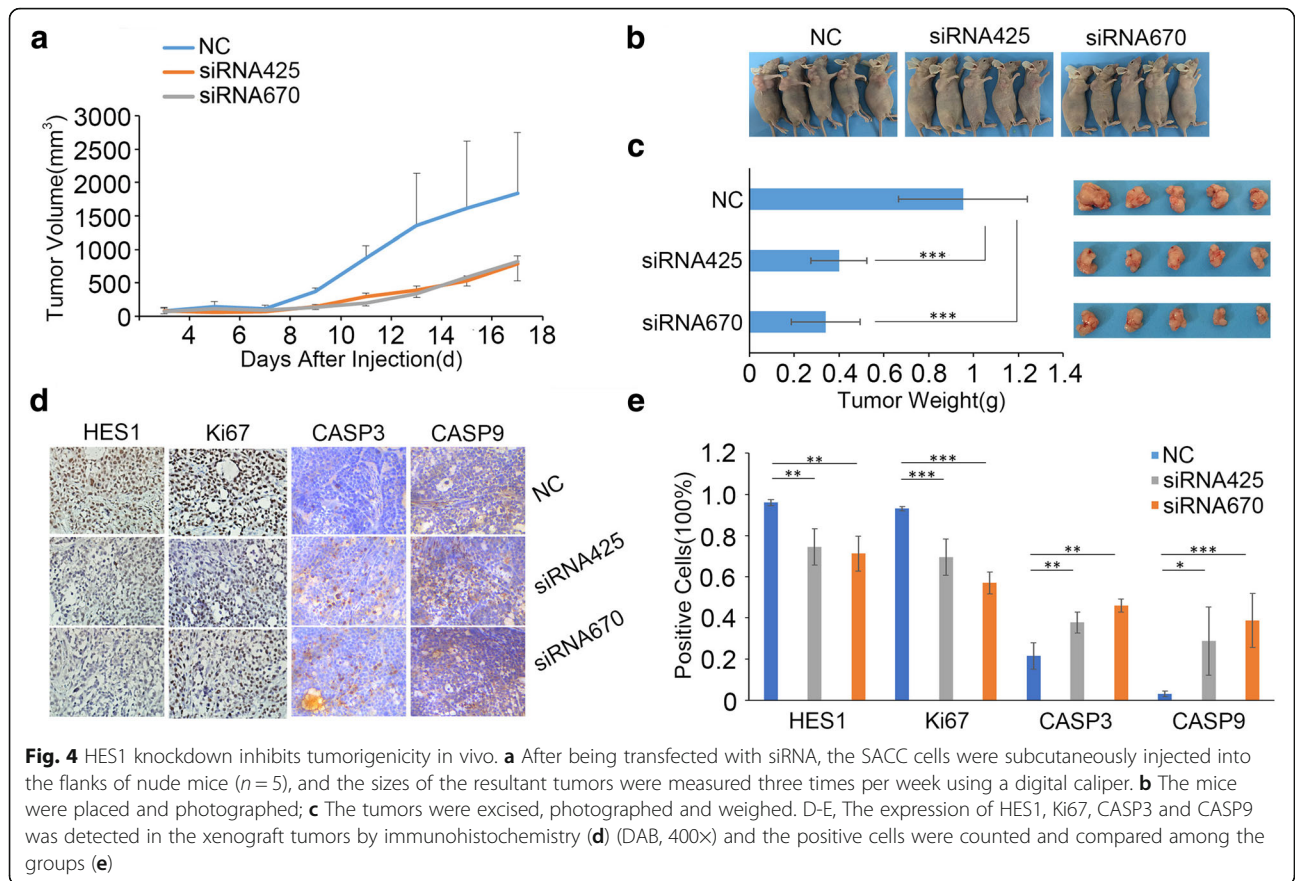 a
NC
siRNA425
siRNA670
3000
2500
2000
1500
1000
500
0
Tumor Volume(mm³)
4 6 8 10 12 14 16 18
Days After Injection(d)
b
NC siRNA425 siRNA670
c
NC
siRNA425
siRNA670
***
***
0 0.2 0.4 0.6 0.8 1 1.2 1.4
Tumor Weight(g)
d
HES1 Ki67 CASP3 CASP9
NC
siRNA425
siRNA670
e
NC
siRNA425
siRNA670
1.2
1.0
0.8
0.6
0.4
0.2
0
Positive Cells(100%)
**
**
***
***
**
**
***
*
HES1 Ki67 CASP3 CASP9
Fig. 4 HES1 knockdown inhibits tumorigenicity in vivo. a After being transfected with siRNA, the SACC cells were subcutaneously injected into
the flanks of nude mice (n = 5), and the sizes of the resultant tumors were measured three times per week using a digital caliper. b The mice
were placed and photographed; c The tumors were excised, photographed and weighed. D-E, The expression of HES1, Ki67, CASP3 and CASP9
was detected in the xenograft tumors by immunohistochemistry (d) (DAB, 400×) and the positive cells were counted and compared among the
groups (e)